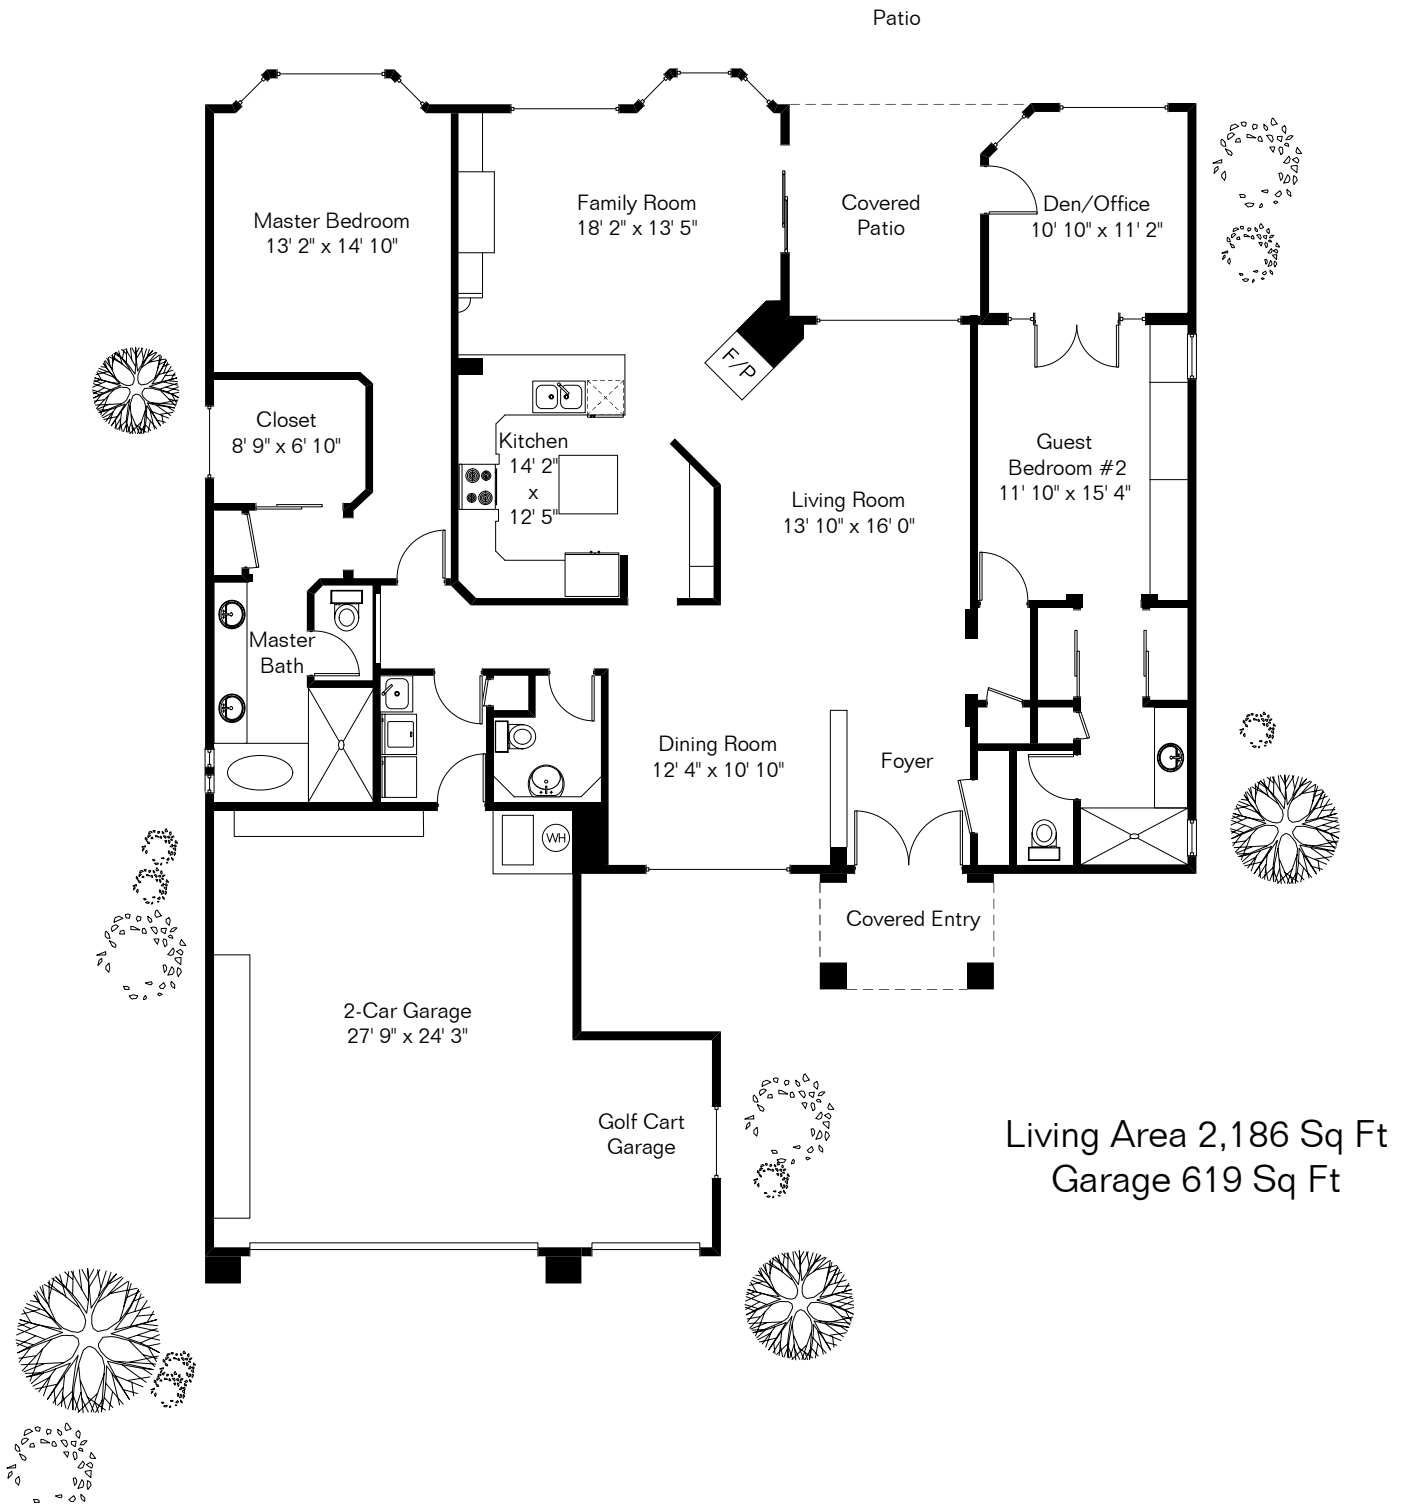 Patio
Master Bedroom
13' 2" x 14' 10"
Family Room
18' 2" x 13' 5"
Covered
Patio
Den/Office
10' 10" x 11' 2"
F/P
Closet
8' 9" x 6' 10"
Kitchen
14' 2"
x
12' 5"
Living Room
13' 10" x 16' 0"
Guest
Bedroom #2
11' 10" x 15' 4"
Master
Bath
Dining Room
12' 4" x 10' 10"
Foyer
WH
Covered Entry
2-Car Garage
27' 9" x 24' 3"
Golf Cart
Garage
Living Area 2,186 Sq Ft
Garage 619 Sq Ft